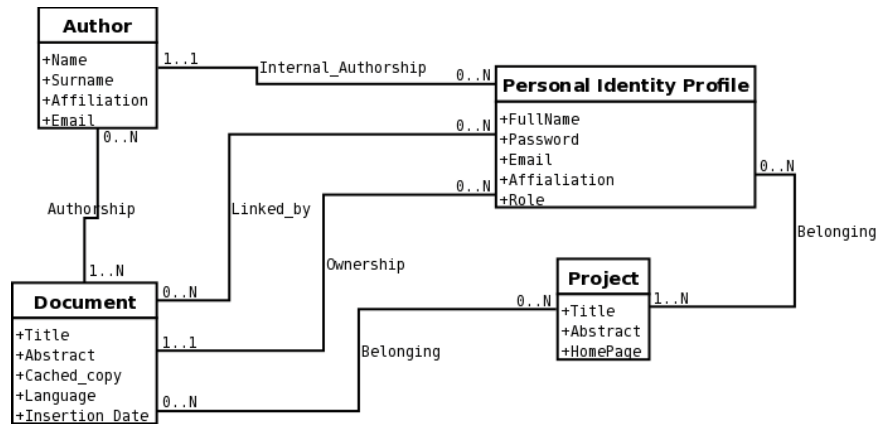 Author
+Name
+Surname
+Affiliation
+Email
1..1
Internal_Authorship
0..N
Personal Identity Profile
+FullName
+Password
+Email
+Affialiation
+Role
0..N
0..N
0..N
0..N
Authorship
Linked_by
Belonging
Ownership
1..N
Document
+Title
+Abstract
+Cached_copy
+Language
+Insertion Date
0..N
1..1
0..N
Belonging
0..N
Project
+Title
+Abstract
+HomePage
1..N